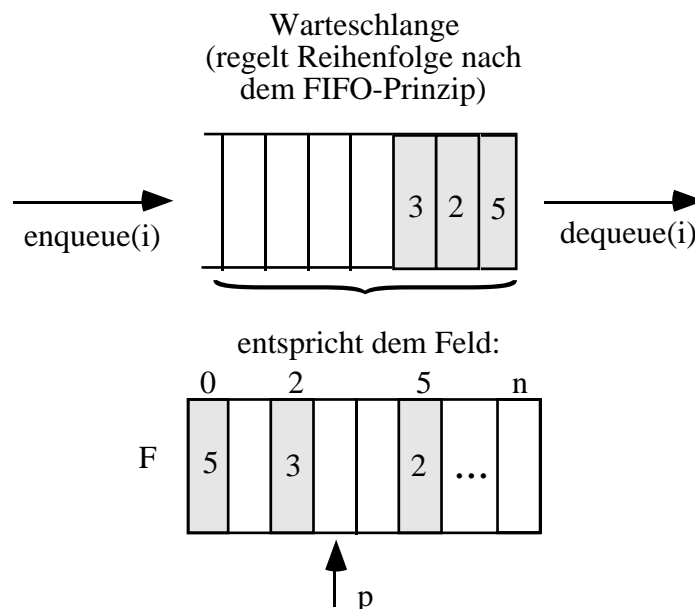 Warteschlange
(regelt Reihenfolge nach
dem FIFO-Prinzip)
3 2 5
enqueue(i)
dequeue(i)
entspricht dem Feld:
0 2 5 n
F 5 3 2 ...
p